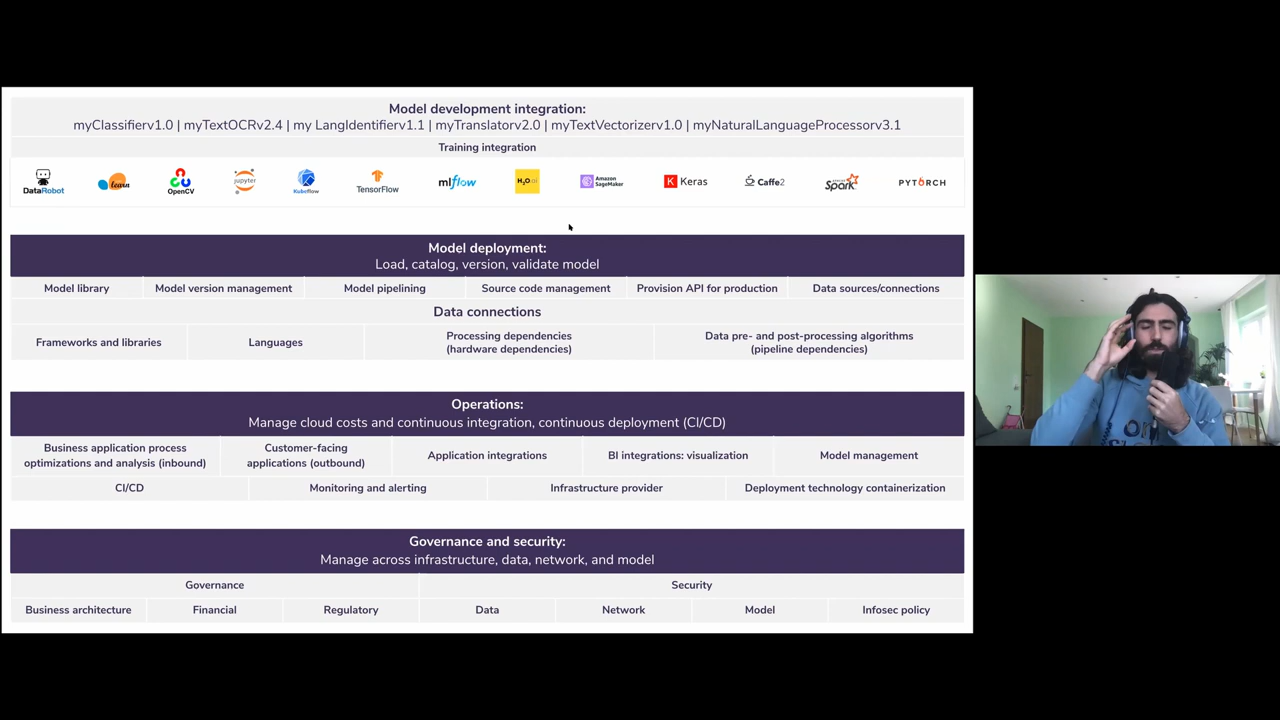 Model development integration:
myClassifierv1.0 | myTextOCRv2.4 | my LangIdentifierv1.1 | myTranslatorv2.0 | myTextVectorizerv1.0 | myNaturalLanguageProcessorv3.1
Training integration
DataRobot learn OpenCV jupyter Kubeflow TensorFlow mlflow H2O.ai Amazon SageMaker Keras Caffe2 APACHE Spark PYTORCH
Model deployment:
Load, catalog, version, validate model
Model library Model version management Model pipelining Source code management Provision API for production Data sources/connections
Data connections
Frameworks and libraries Languages Processing dependencies (hardware dependencies) Data pre- and post-processing algorithms (pipeline dependencies)
Operations:
Manage cloud costs and continuous integration, continuous deployment (CI/CD)
Business application process optimizations and analysis (inbound) Customer-facing applications (outbound) Application integrations BI integrations: visualization Model management
CI/CD Monitoring and alerting Infrastructure provider Deployment technology containerization
Governance and security:
Manage across infrastructure, data, network, and model
Governance Security
Business architecture Financial Regulatory Data Network Model Infosec policy